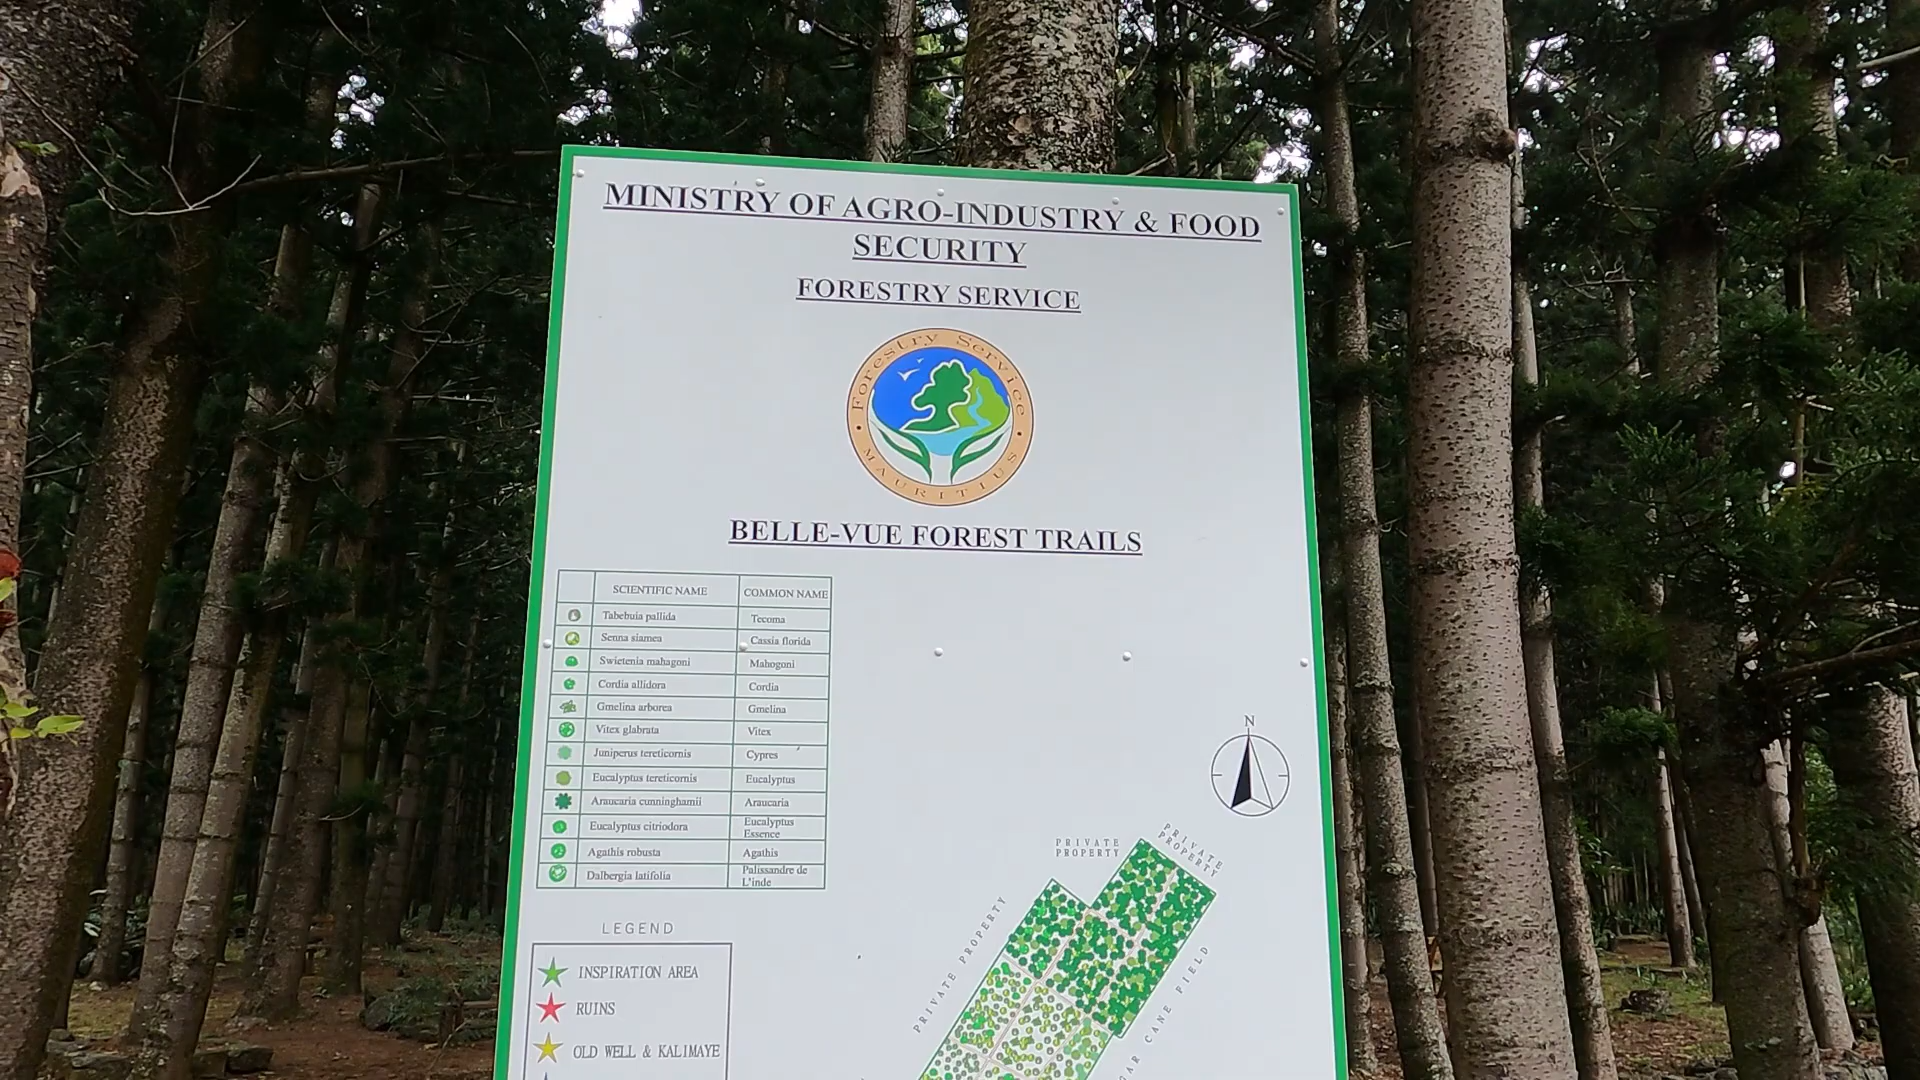 MINISTRY OF AGRO-INDUSTRY & FOOD
SECURITY
FORESTRY SERVICE
Forestry Service
MAURITIUS
BELLE-VUE FOREST TRAILS
SCIENTIFIC NAME COMMON NAME
Tabebuia pallida Tecoma
Senna siamea Cassia florida
Swietenia mahagoni Mahogoni
Cordia allidora Cordia
Gmelina arborea Gmelina
Vitex glabrata Vitex
Juniperus tereticornis Cypres
Eucalyptus tereticornis Eucalyptus
Araucaria cunninghamii Araucaria
Eucalyptus citriodora Eucalyptus
Essence
Agathis robusta Agathis
Dalbergia latifolia Palissandre de
L'inde
N
PRIVATE
PROPERTY
PRIVATE
PROPERTY
PRIVATE PROPERTY
CANE FIELD
LEGEND
INSPIRATION AREA
RUINS
OLD WELL & KALIMAYE